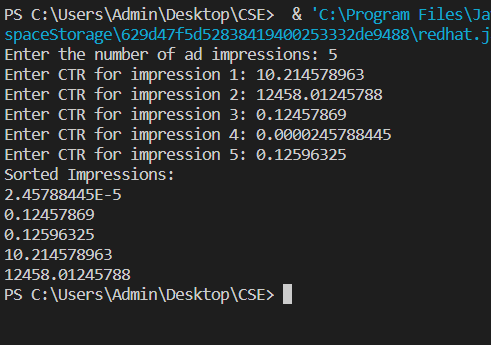 PS C:\Users\Admin\Desktop\CSE>  & 'C:\Program Files\Ja
spaceStorage\629d47f5d52838419400253332de9488\redhat.j
Enter the number of ad impressions: 5
Enter CTR for impression 1: 10.214578963
Enter CTR for impression 2: 12458.01245788
Enter CTR for impression 3: 0.12457869
Enter CTR for impression 4: 0.0000245788445
Enter CTR for impression 5: 0.12596325
Sorted Impressions:
2.45788445E-5
0.12457869
0.12596325
10.214578963
12458.01245788
PS C:\Users\Admin\Desktop\CSE>